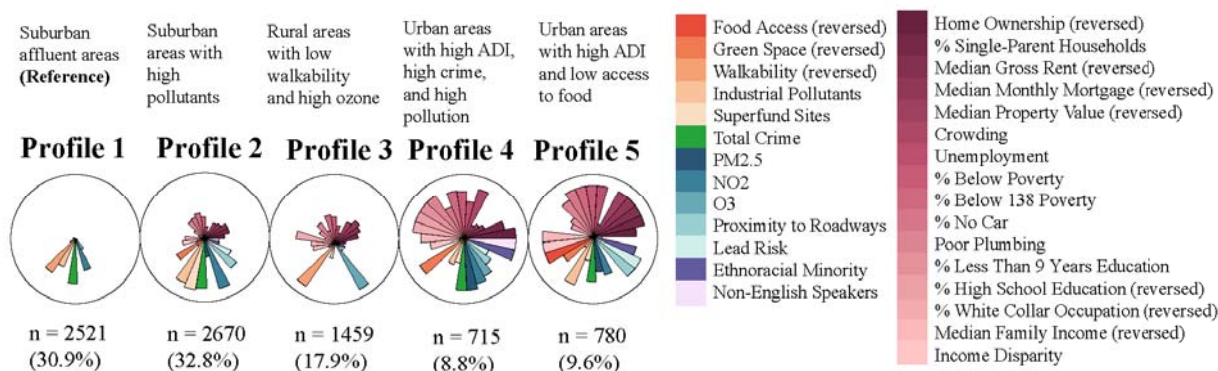 Suburban
affluent areas
(Reference)
Suburban
areas with
high
pollutants
Rural areas
with low
walkability
and high ozone
Urban areas
with high ADI,
high crime,
and high
pollution
Urban areas
with high ADI
and low access
to food
Profile 1
Profile 2
Profile 3
Profile 4
Profile 5
n = 2521
(30.9%)
n = 2670
(32.8%)
n = 1459
(17.9%)
n = 715
(8.8%)
n = 780
(9.6%)
Food Access (reversed)
Green Space (reversed)
Walkability (reversed)
Industrial Pollutants
Superfund Sites
Total Crime
PM2.5
NO2
O3
Proximity to Roadways
Lead Risk
Ethnoracial Minority
Non-English Speakers
Home Ownership (reversed)
% Single-Parent Households
Median Gross Rent (reversed)
Median Monthly Mortgage (reversed)
Median Property Value (reversed)
Crowding
Unemployment
% Below Poverty
% Below 138 Poverty
% No Car
Poor Plumbing
% Less Than 9 Years Education
% High School Education (reversed)
% White Collar Occupation (reversed)
Median Family Income (reversed)
Income Disparity